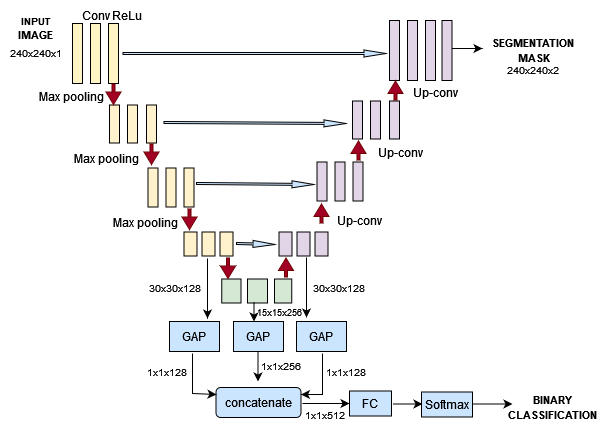 INPUT
IMAGE
240x240x1
Conv ReLu
SEGMENTATION
MASK
240x240x2
Max pooling
Up-conv
Max pooling
Up-conv
Max pooling
Up-conv
30x30x128
30x30x128
15x15x256
GAP
GAP
GAP
1x1x128
1x1x256
1x1x128
concatenate
1x1x512
FC
Softmax
BINARY
CLASSIFICATION